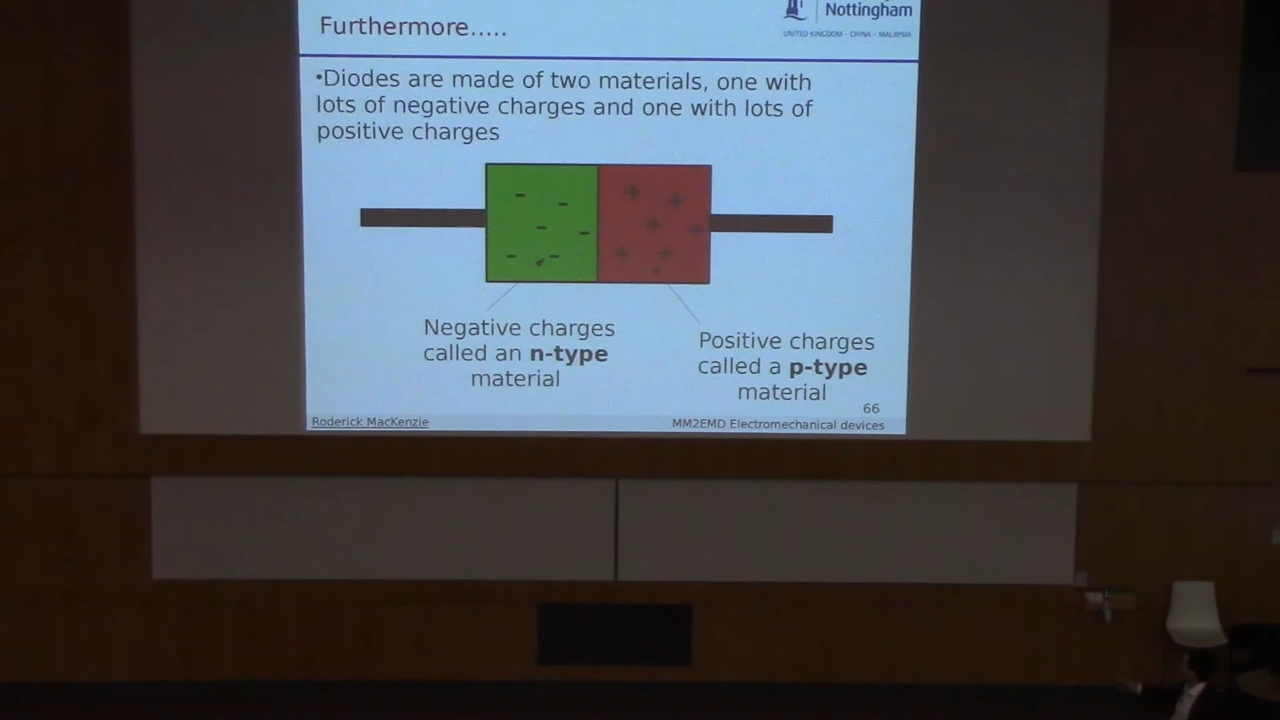 Furthermore.....
Nottingham
UNITED KINGDOM · CHINA · MALAYSIA
•Diodes are made of two materials, one with
lots of negative charges and one with lots of
positive charges
Negative charges
called an n-type
material
Positive charges
called a p-type
material
66
Roderick MacKenzie
MM2EMD Electromechanical devices